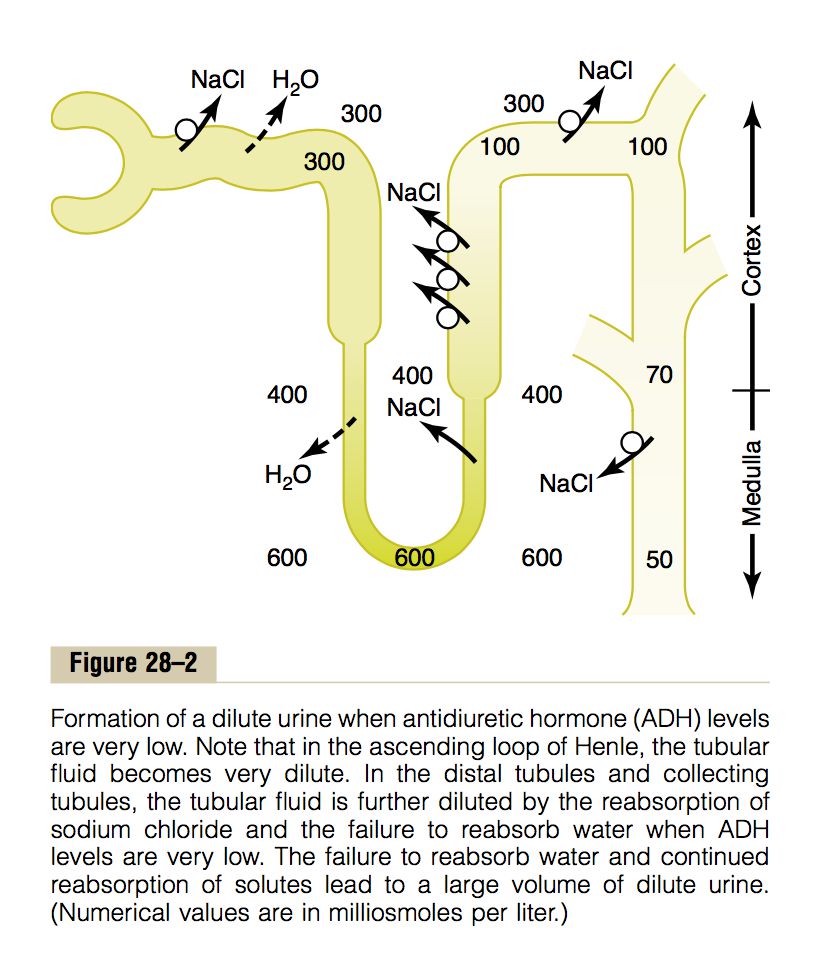 NaCl H₂O
300
300
NaCl
300
100
100
NaCl
Cortex
400
400
NaCl
400
70
H₂O
NaCl
Medulla
600
600
600
50
Figure 28–2
Formation of a dilute urine when antidiuretic hormone (ADH) levels
are very low. Note that in the ascending loop of Henle, the tubular
fluid becomes very dilute. In the distal tubules and collecting
tubules, the tubular fluid is further diluted by the reabsorption of
sodium chloride and the failure to reabsorb water when ADH
levels are very low. The failure to reabsorb water and continued
reabsorption of solutes lead to a large volume of dilute urine.
(Numerical values are in milliosmoles per liter.)